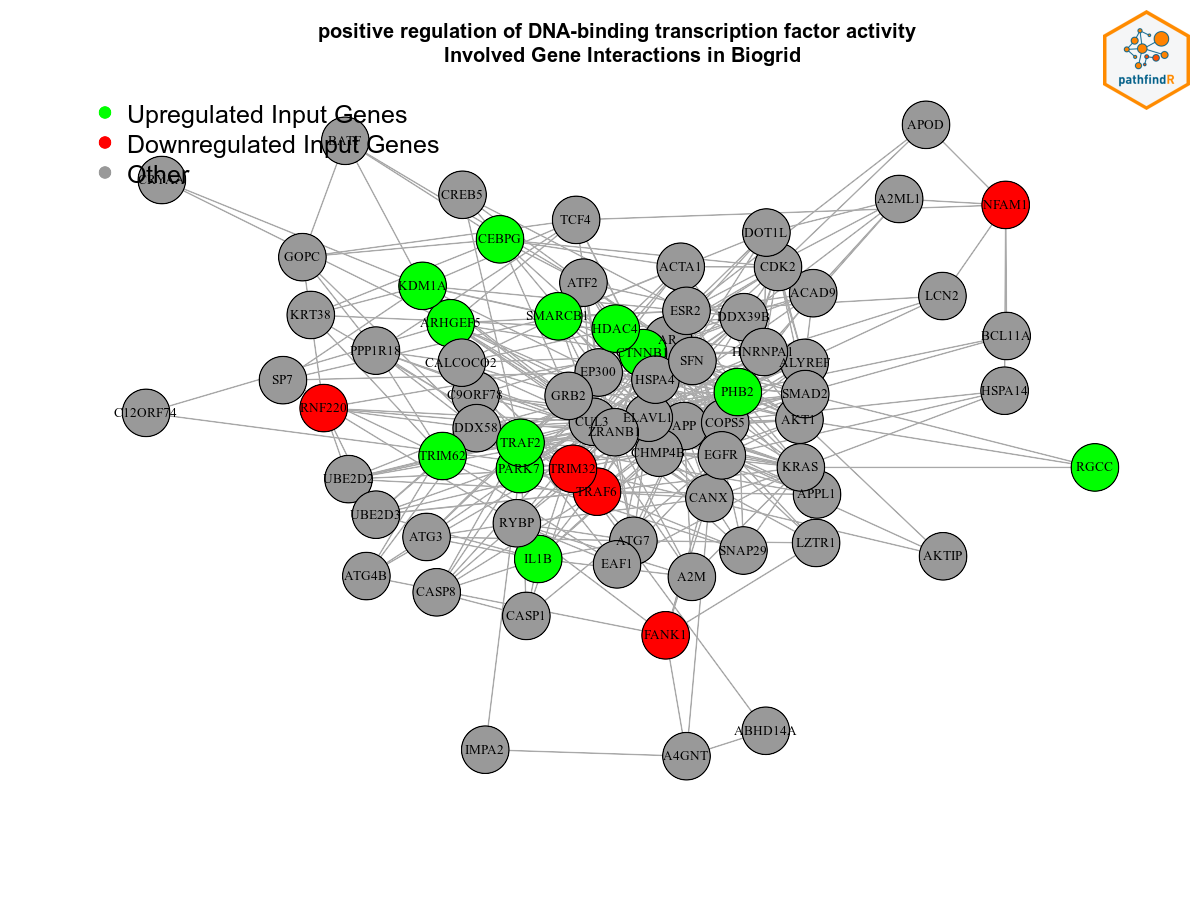 positive regulation of DNA-binding transcription factor activity
Involved Gene Interactions in Biogrid
pathfindR
Upregulated Input Genes
Downregulated Input Genes
Other
BATF
APOD
CREB5
A2ML1
NFAM1
TCF4
CEBPG
DOT1L
GOPC
ACTA1
CDK2
KDM1A
ATF2
ACAD9
LCN2
KRT38
ARHGEF5
SMARCB1
HDAC4
ESR2
DDX39B
BCL11A
PPP1R18
CALCOCO2
AR
CTNNB1
SFN
HNRNPA1
ALYREF
SP7
C9ORF78
EP300
HSPA4
PHB2
SMAD2
HSPA14
C12ORF74
RNF220
DDX58
GRB2
CUL3
ZRANB1
ELAVL1
APP
COPS5
AKT1
TRIM62
TRAF2
PARK7
TRIM32
CHMP4B
EGFR
KRAS
RGCC
UBE2D2
TRAF6
CANX
APPL1
UBE2D3
RYBP
ATG3
IL1B
ATG7
EAF1
SNAP29
LZTR1
AKTIP
ATG4B
CASP8
A2M
CASP1
FANK1
IMPA2
A4GNT
ABHD14A